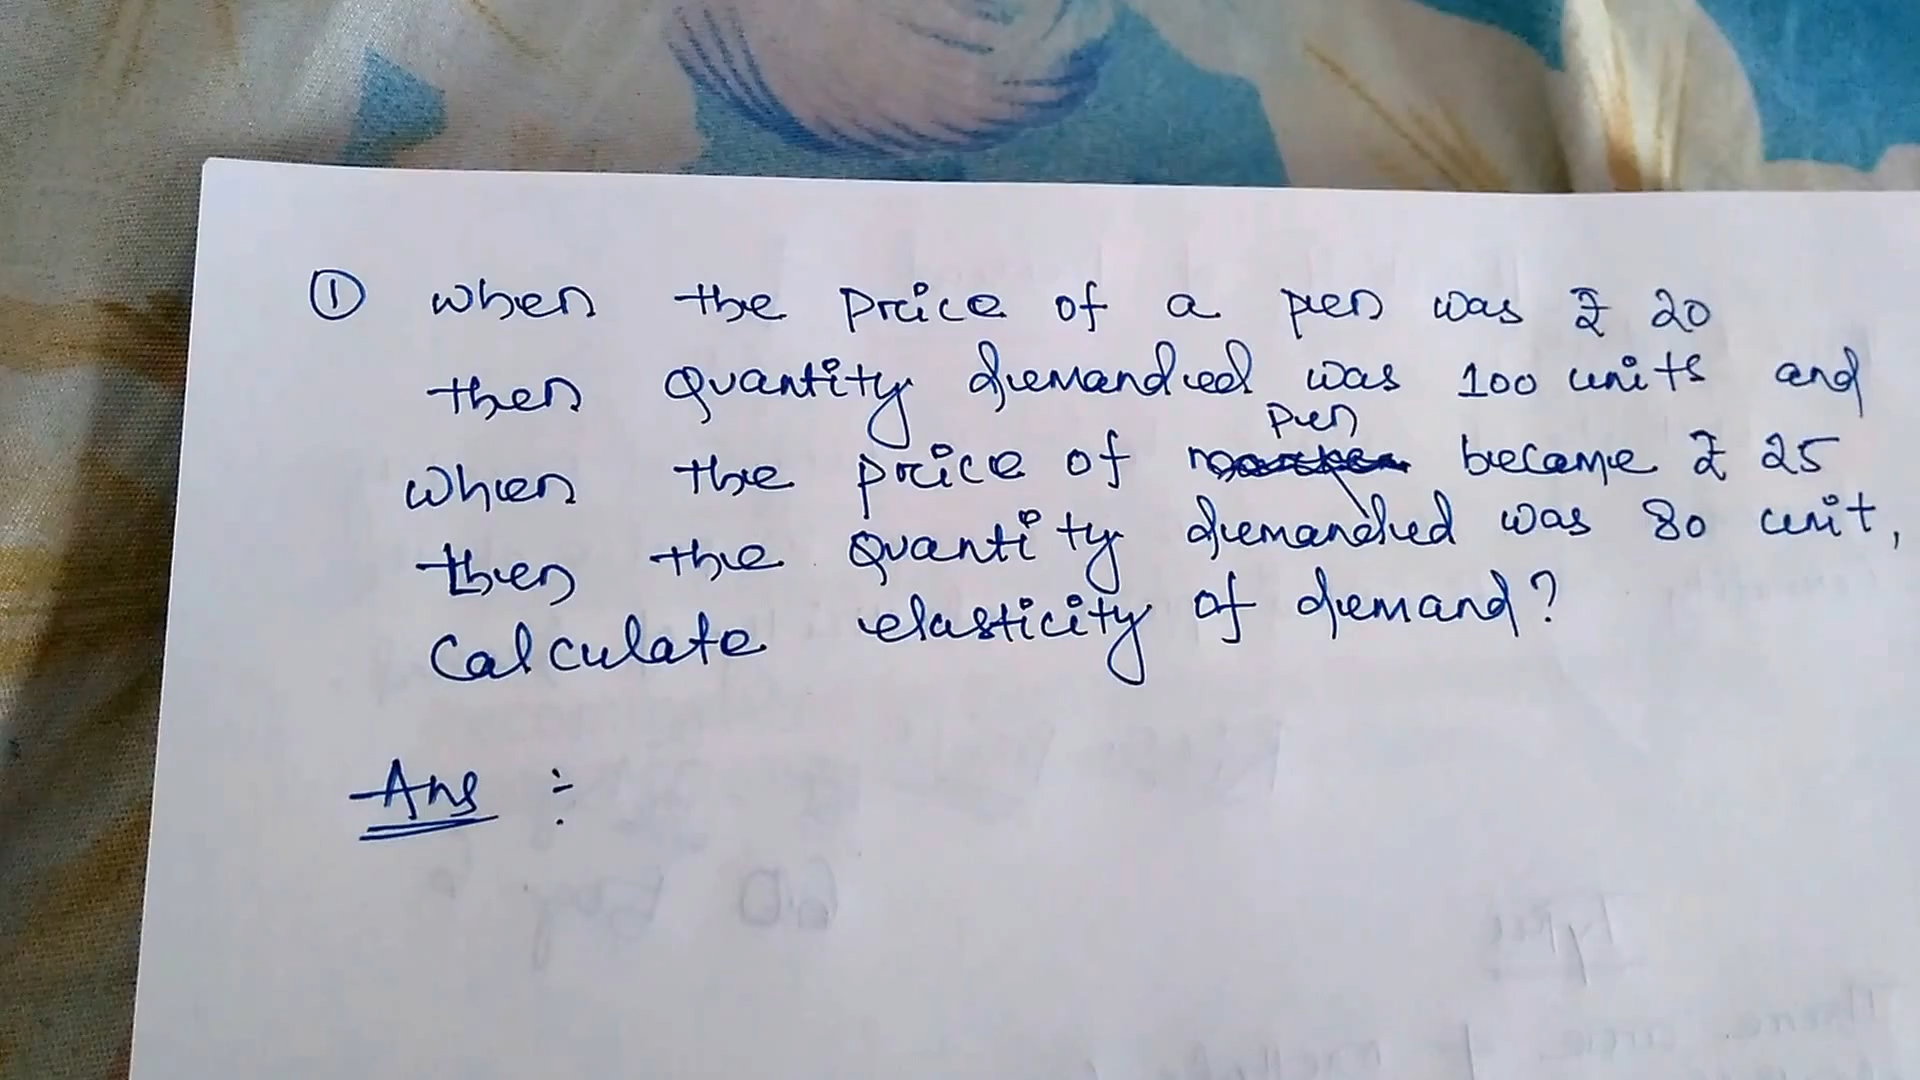 ① When the price of a pen was ₹ 20
then quantity demanded was 100 units and
pen
when the price of became ₹ 25
then the quantity demanded was 80 unit,
Calculate elasticity of demand?
Ans :